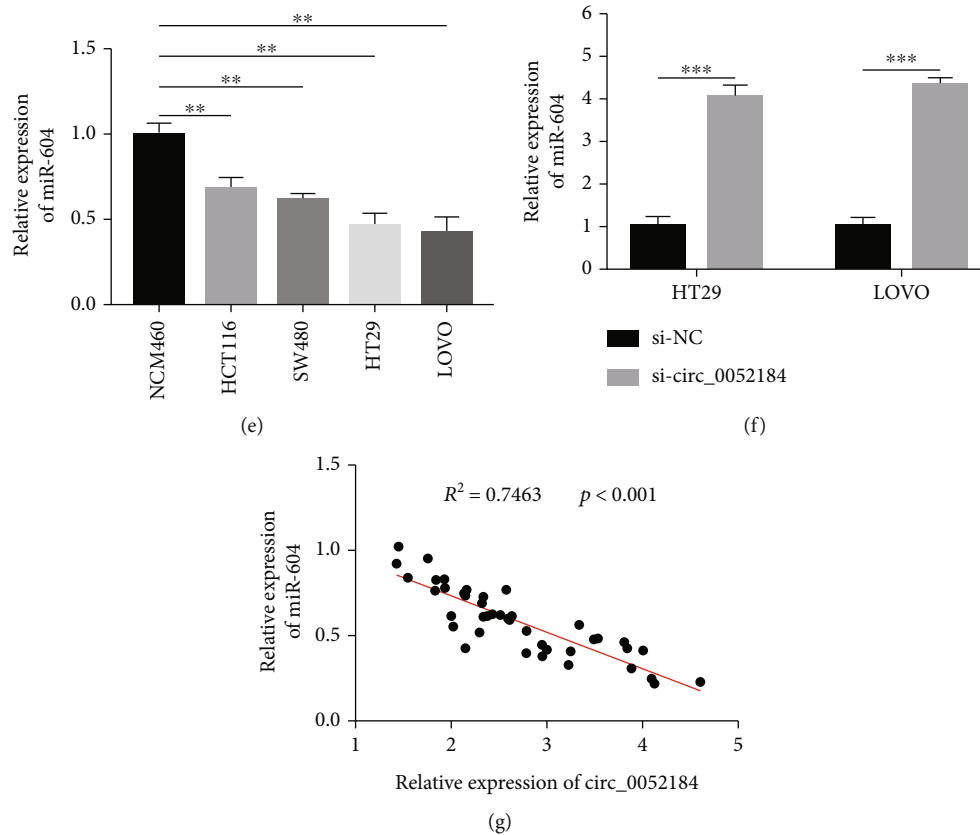 Relative expression
of miR-604
1.5
1.0
0.5
0.0
**
**
**
**
NCM460
HCT116
SW480
HT29
LOVO
(e)
Relative expression
of miR-604
6
5
4
3
2
1
0
***
***
HT29
LOVO
si-NC
si-circ_0052184
(f)
Relative expression
of miR-604
1.5
1.0
0.5
0.0
R² = 0.7463 p < 0.001
1 2 3 4 5
Relative expression of circ_0052184
(g)